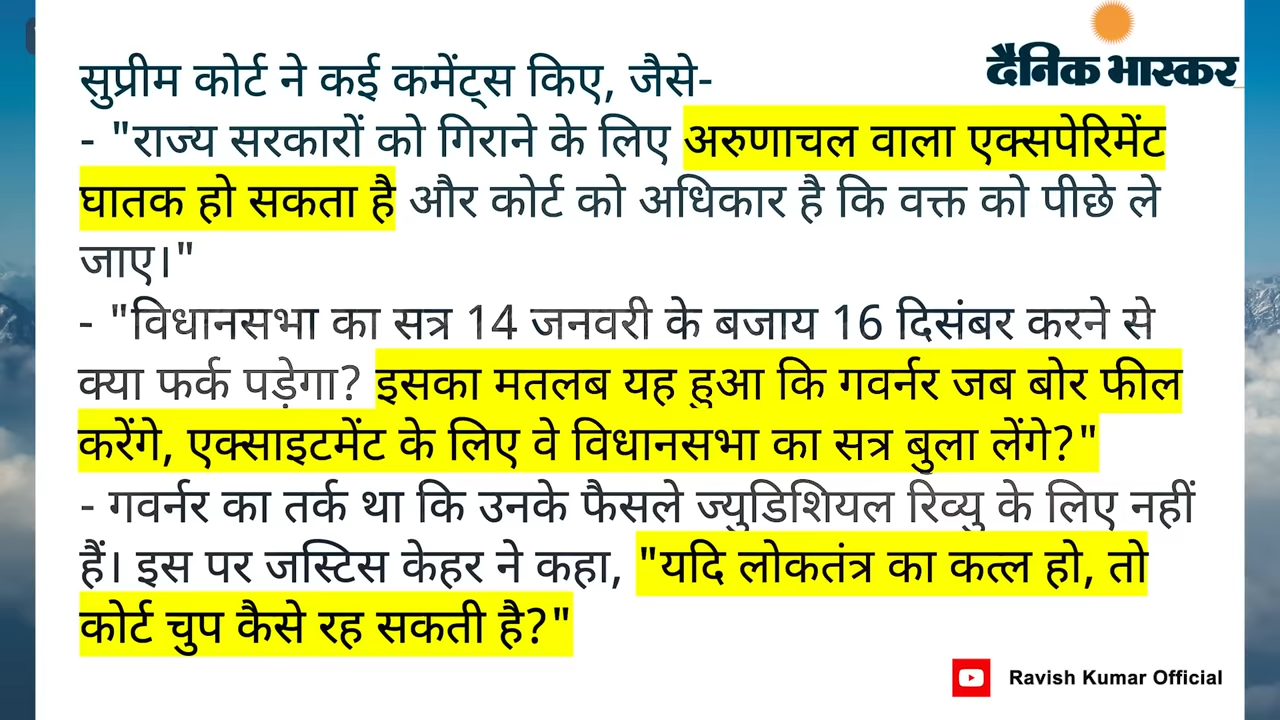 दैनिक भास्कर
सुप्रीम कोर्ट ने कई कमेंट्स किए, जैसे-
- "राज्य सरकारों को गिराने के लिए अरुणाचल वाला एक्सपेरिमेंट
घातक हो सकता है और कोर्ट को अधिकार है कि वक्त को पीछे ले
जाए।"
- "विधानसभा का सत्र 14 जनवरी के बजाय 16 दिसंबर करने से
क्या फर्क पड़ेगा? इसका मतलब यह हुआ कि गवर्नर जब बोर फील
करेंगे, एक्साइटमेंट के लिए वे विधानसभा का सत्र बुला लेंगे?"
- गवर्नर का तर्क था कि उनके फैसले ज्युडिशियल रिव्यु के लिए नहीं
हैं। इस पर जस्टिस केहर ने कहा, "यदि लोकतंत्र का कत्ल हो, तो
कोर्ट चुप कैसे रह सकती है?"
Ravish Kumar Official